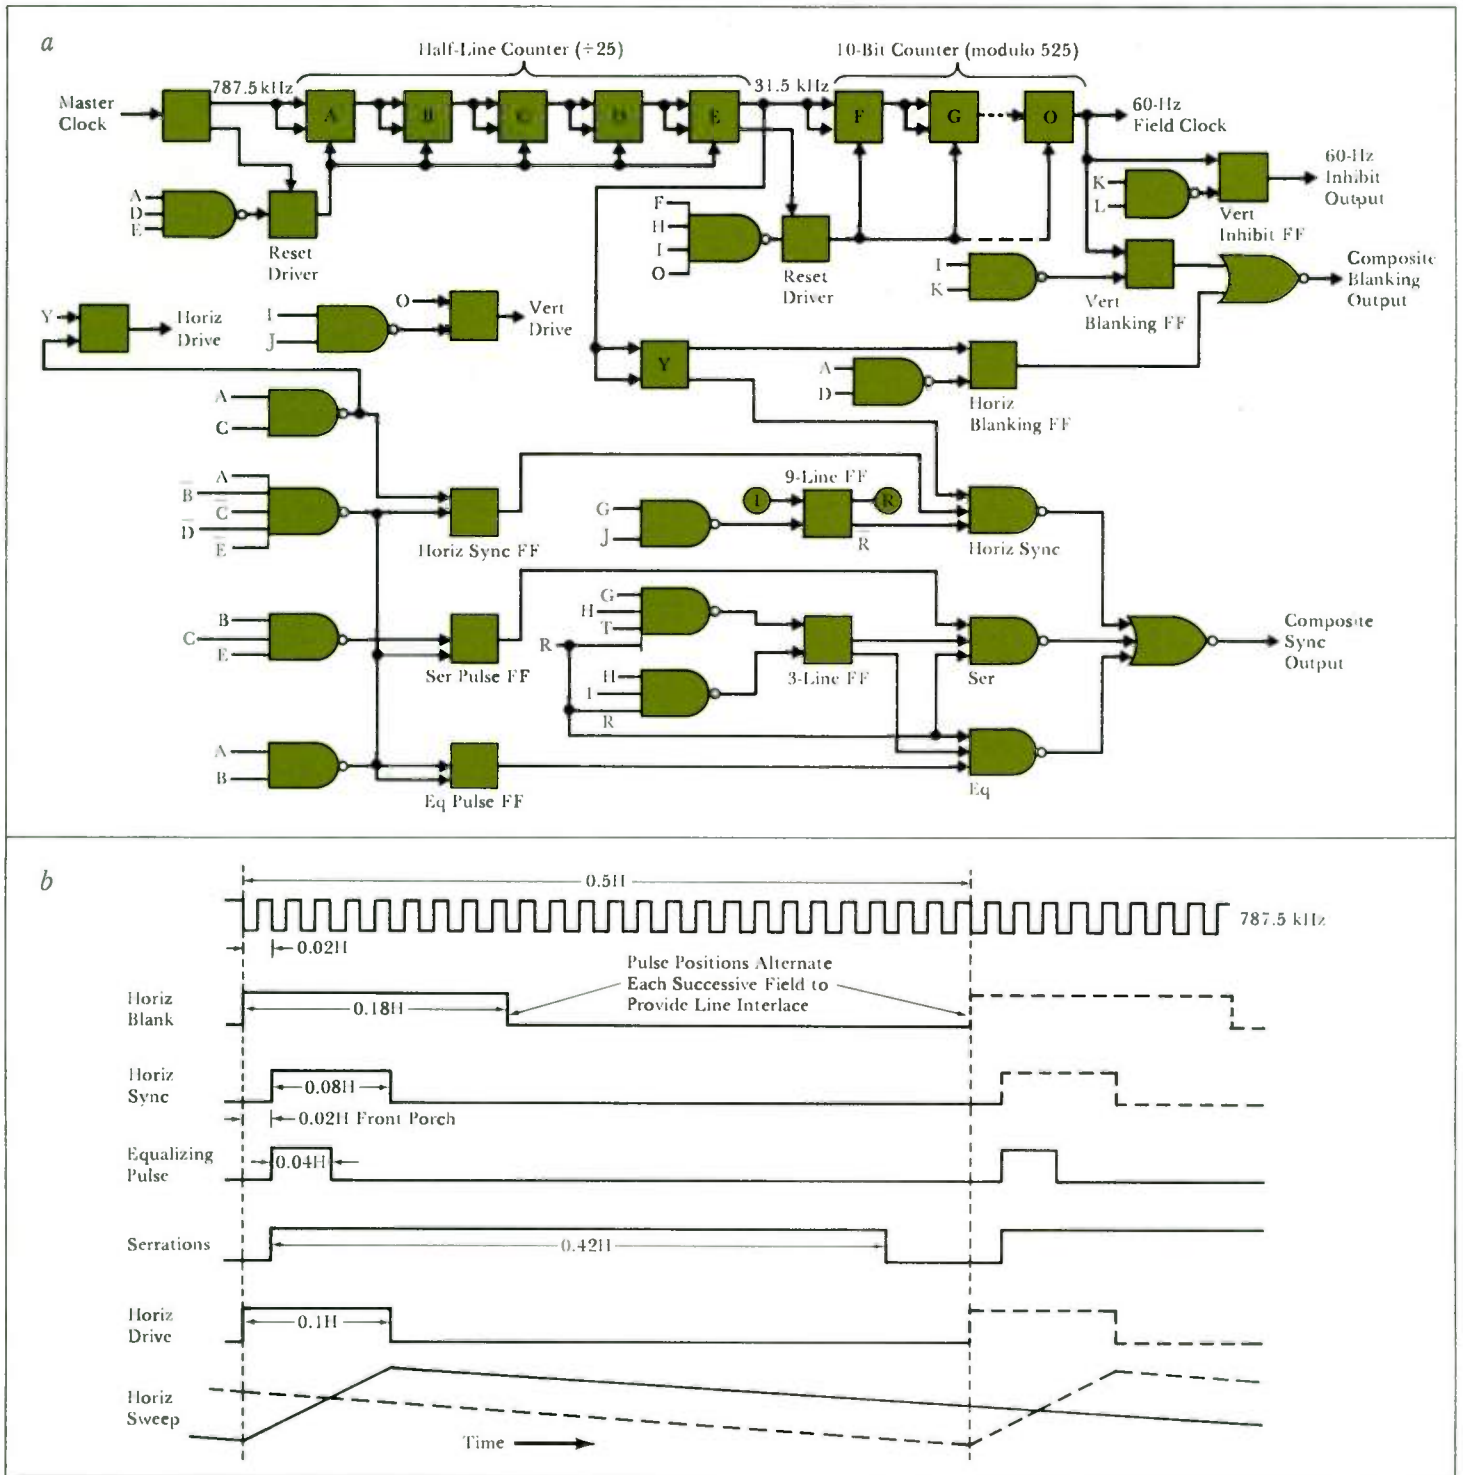 a
Half-Line Counter (÷25)
10-Bit Counter (modulo 525)
Master
Clock
787.5 kHz
A
B
C
D
E
31.5 kHz
F
G
O
60-Hz
Field Clock
A
D
E
Reset
Driver
F
H
I
O
Reset
Driver
K
L
Vert
Inhibit FF
60-Hz
Inhibit
Output
I
K
Vert
Blanking FF
Composite
Blanking
Output
Y
Horiz
Drive
I
J
O
Vert
Drive
Y
A
D
Horiz
Blanking FF
A
C
A
B̅
C̅
D̅
E̅
Horiz Sync FF
G
J
9-Line FF
I
R
R̅
Horiz Sync
B
C
E
Ser Pulse FF
G
H
T
R
H
I
R
3-Line FF
Ser
Composite
Sync
Output
A
B
Eq Pulse FF
Eq
b
0.5H
787.5 kHz
0.02H
Pulse Positions Alternate
Each Successive Field to
Provide Line Interlace
Horiz
Blank
0.18H
Horiz
Sync
0.08H
0.02H Front Porch
Equalizing
Pulse
0.04H
Serrations
0.42H
Horiz
Drive
0.1H
Horiz
Sweep
Time